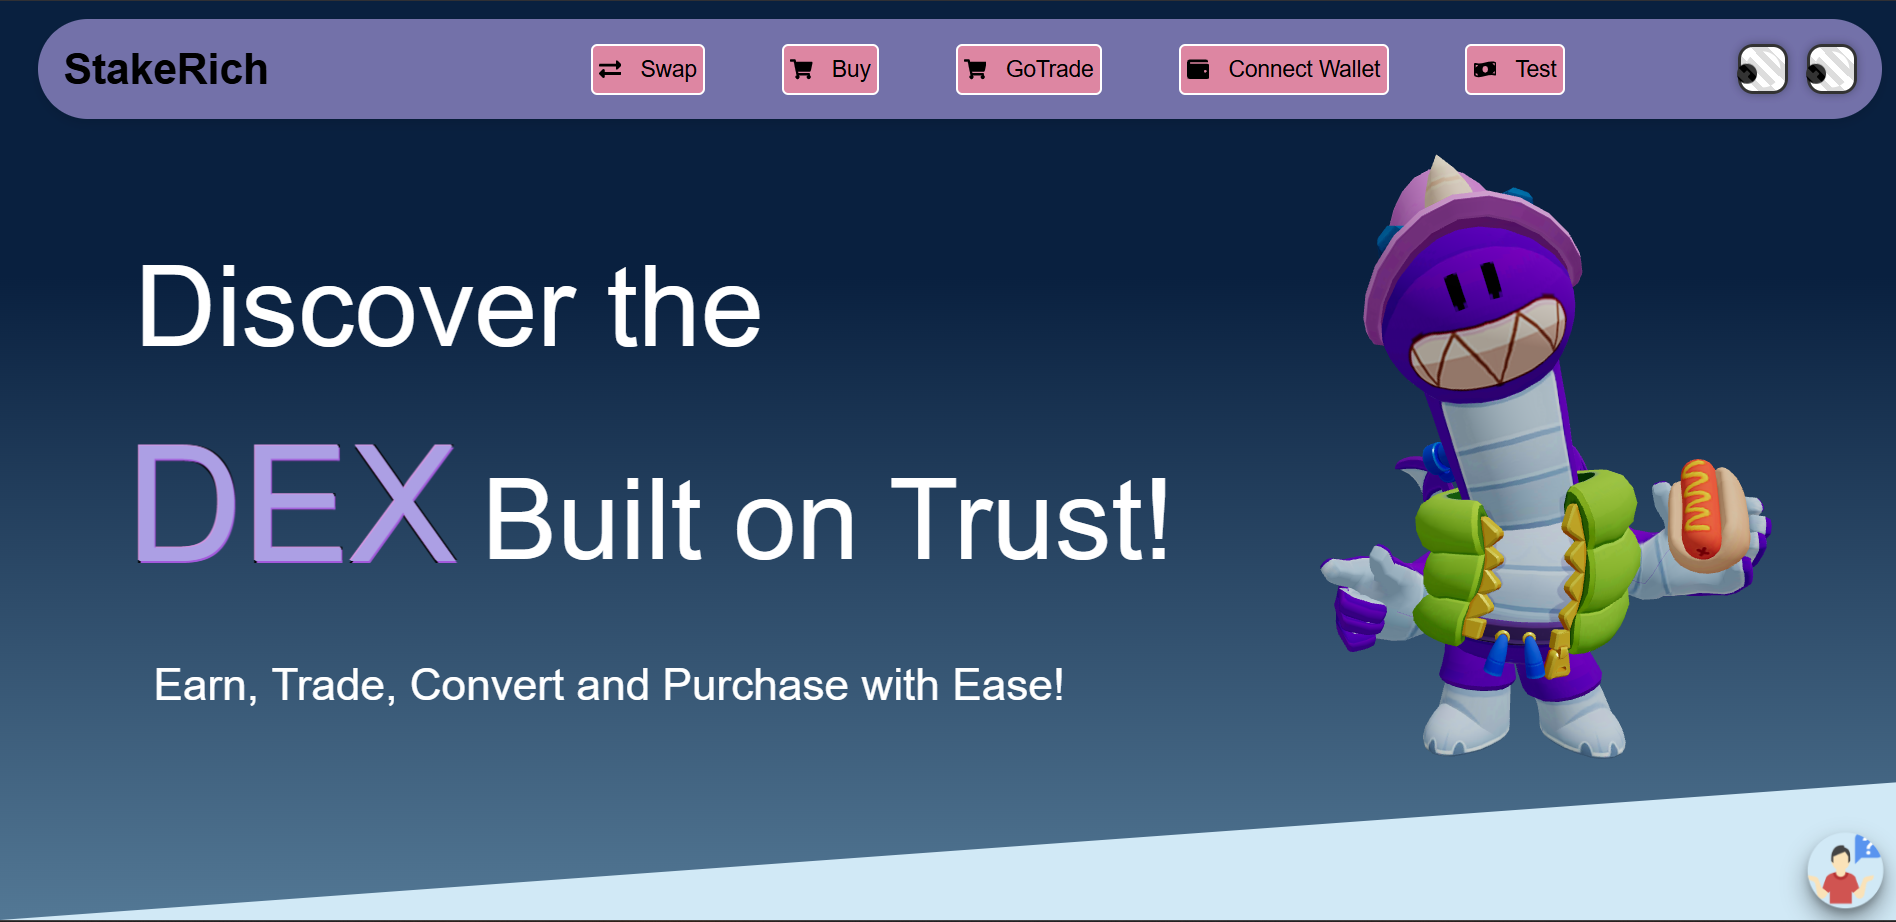 StakeRich
Swap
Buy
GoTrade
Connect Wallet
Test
Discover the
DEX Built on Trust!
Earn, Trade, Convert and Purchase with Ease!
?